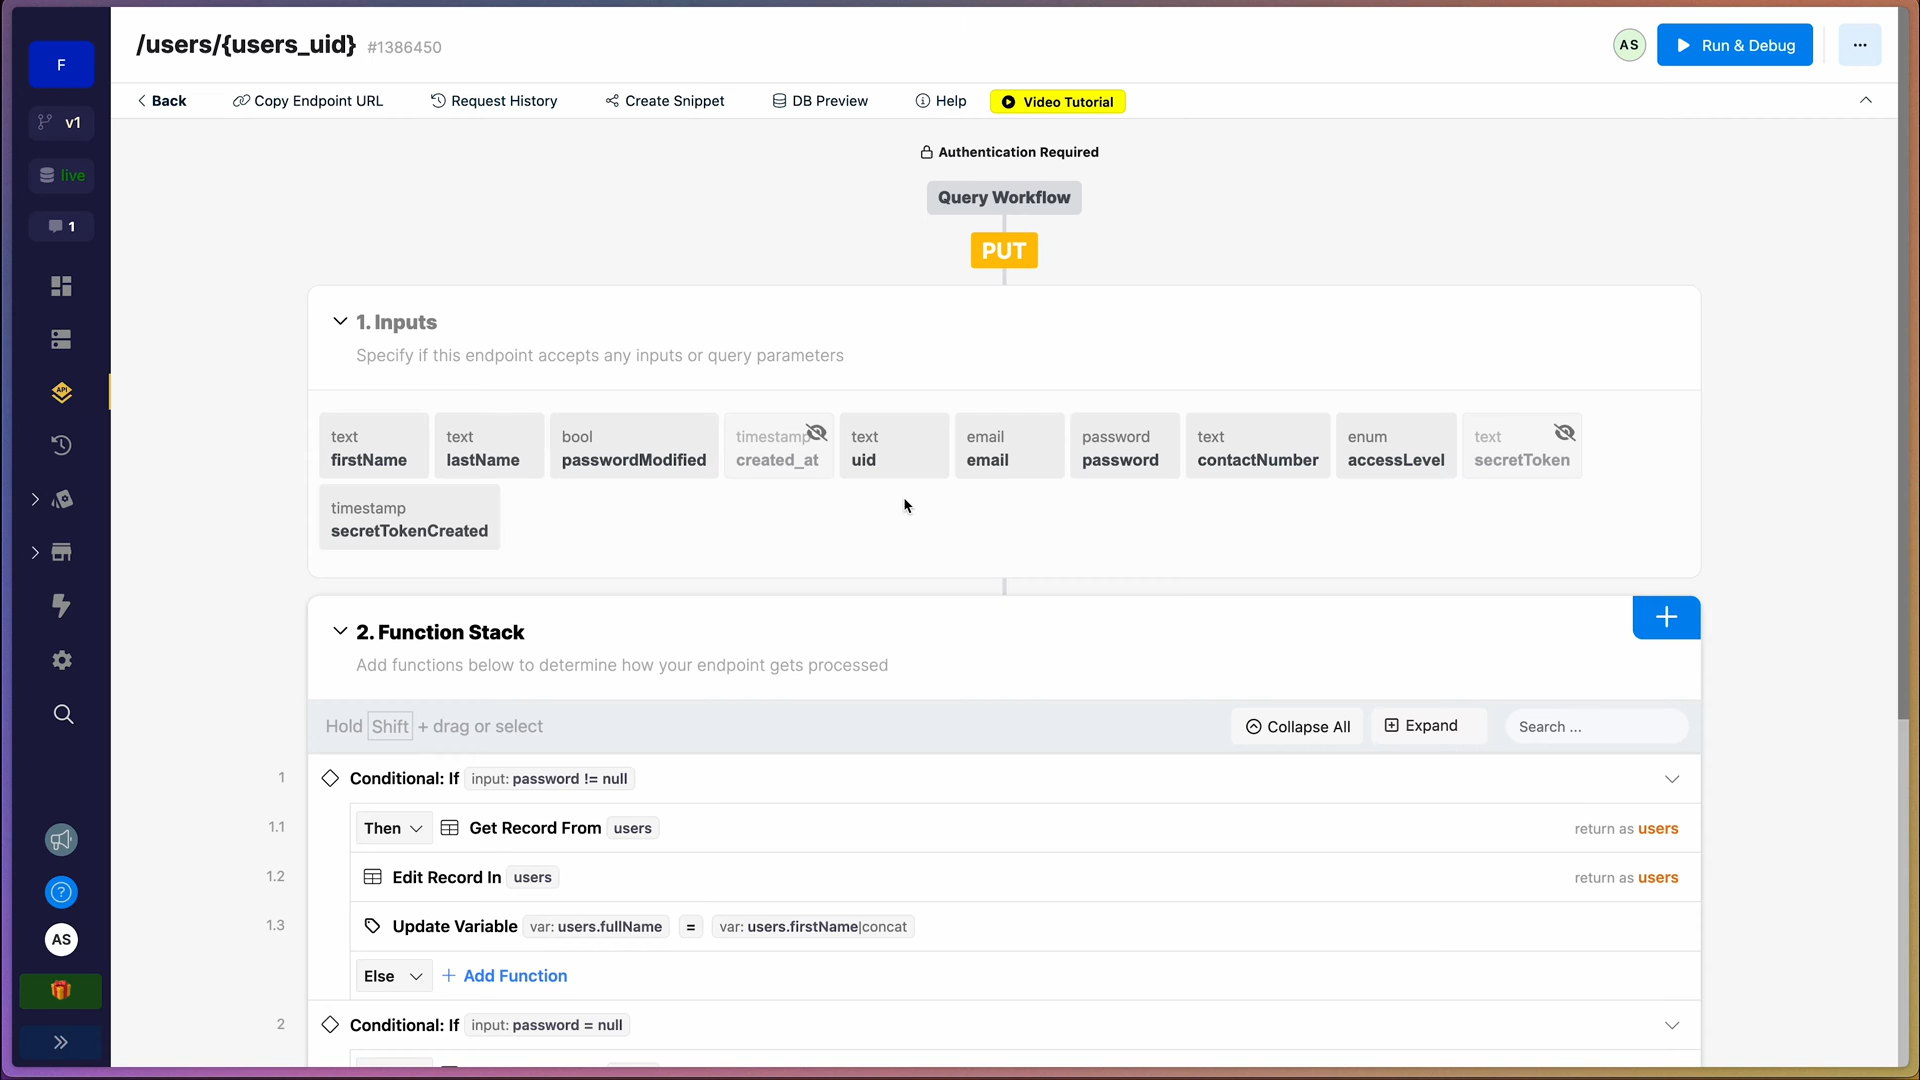 F
/users/{users_uid} #1386450
AS
Run & Debug
v1
Back
Copy Endpoint URL
Request History
Create Snippet
DB Preview
Help
Video Tutorial
live
1
Authentication Required
Query Workflow
PUT
1. Inputs
Specify if this endpoint accepts any inputs or query parameters
text firstName
text lastName
bool passwordModified
timestamp created_at
text uid
email email
password password
text contactNumber
enum accessLevel
text secretToken
timestamp secretTokenCreated
API
2. Function Stack
Add functions below to determine how your endpoint gets processed
Hold Shift + drag or select
Collapse All
Expand
Search ...
1 Conditional: If input: password != null
1.1 Then Get Record From users return as users
1.2 Edit Record In users return as users
1.3 Update Variable var: users.fullName = var: users.firstName|concat
Else + Add Function
2 Conditional: If input: password = null
AS